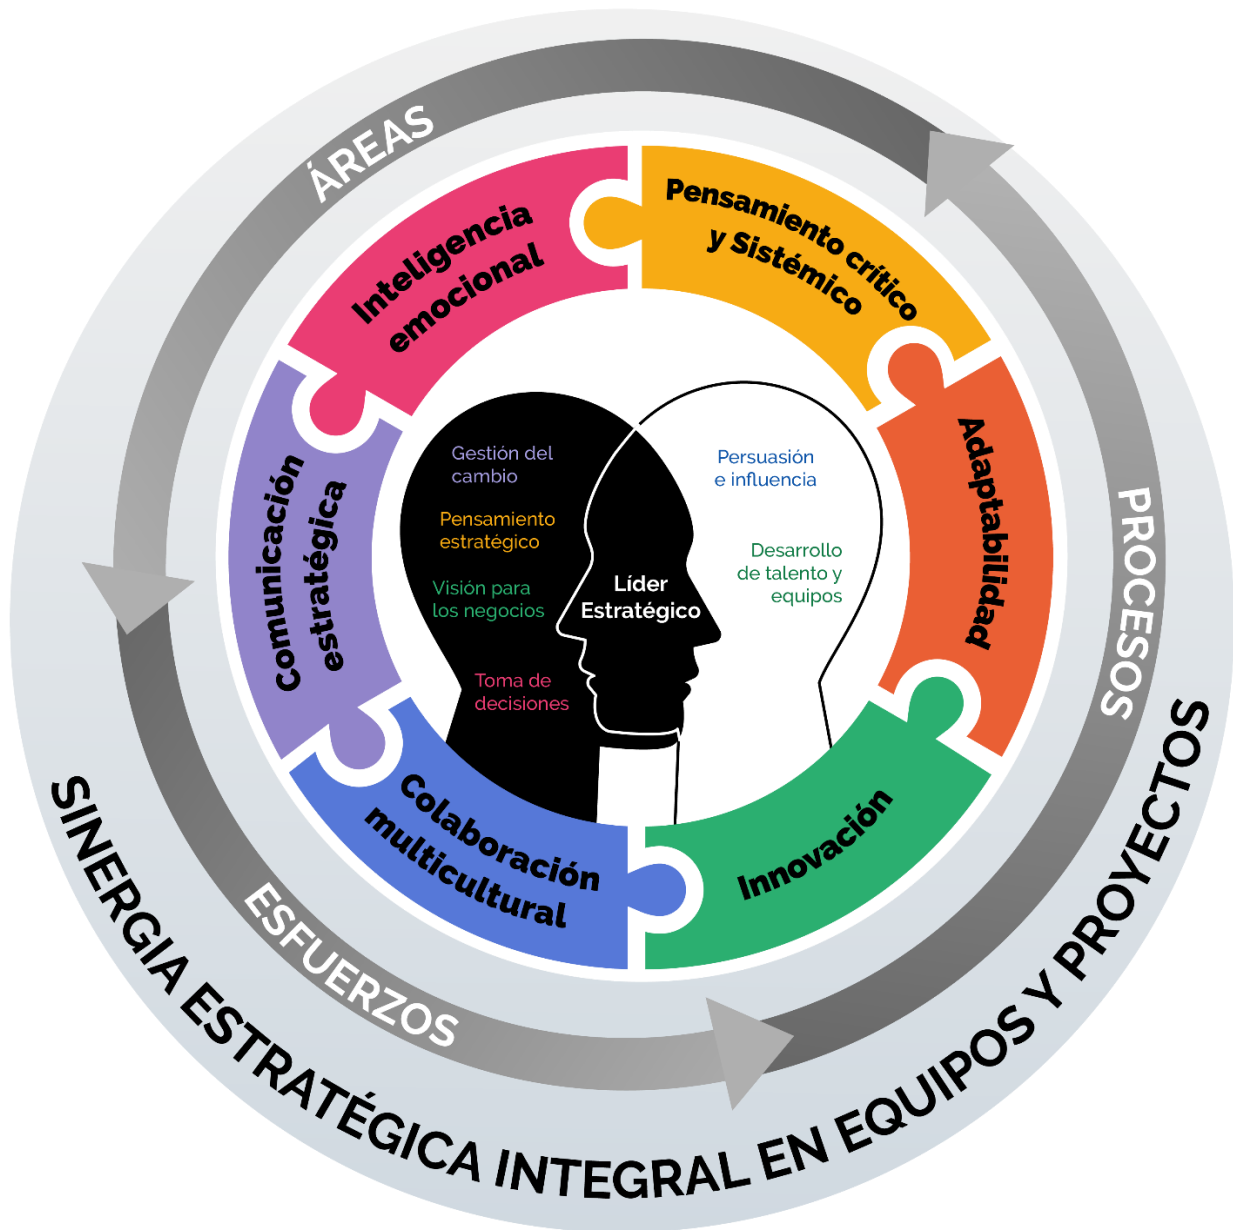 ÁREAS
PROCESOS
ESFUERZOS
Inteligencia
emocional
Pensamiento crítico
y Sistémico
Adaptabilidad
Innovación
Colaboración
multicultural
Comunicación
estratégica
Gestión del
cambio
Pensamiento
estratégico
Visión para
los negocios
Toma de
decisiones
Líder
Estratégico
Persuasión
e influencia
Desarrollo
de talento y
equipos
SINERGIA ESTRATÉGICA INTEGRAL EN EQUIPOS Y PROYECTOS